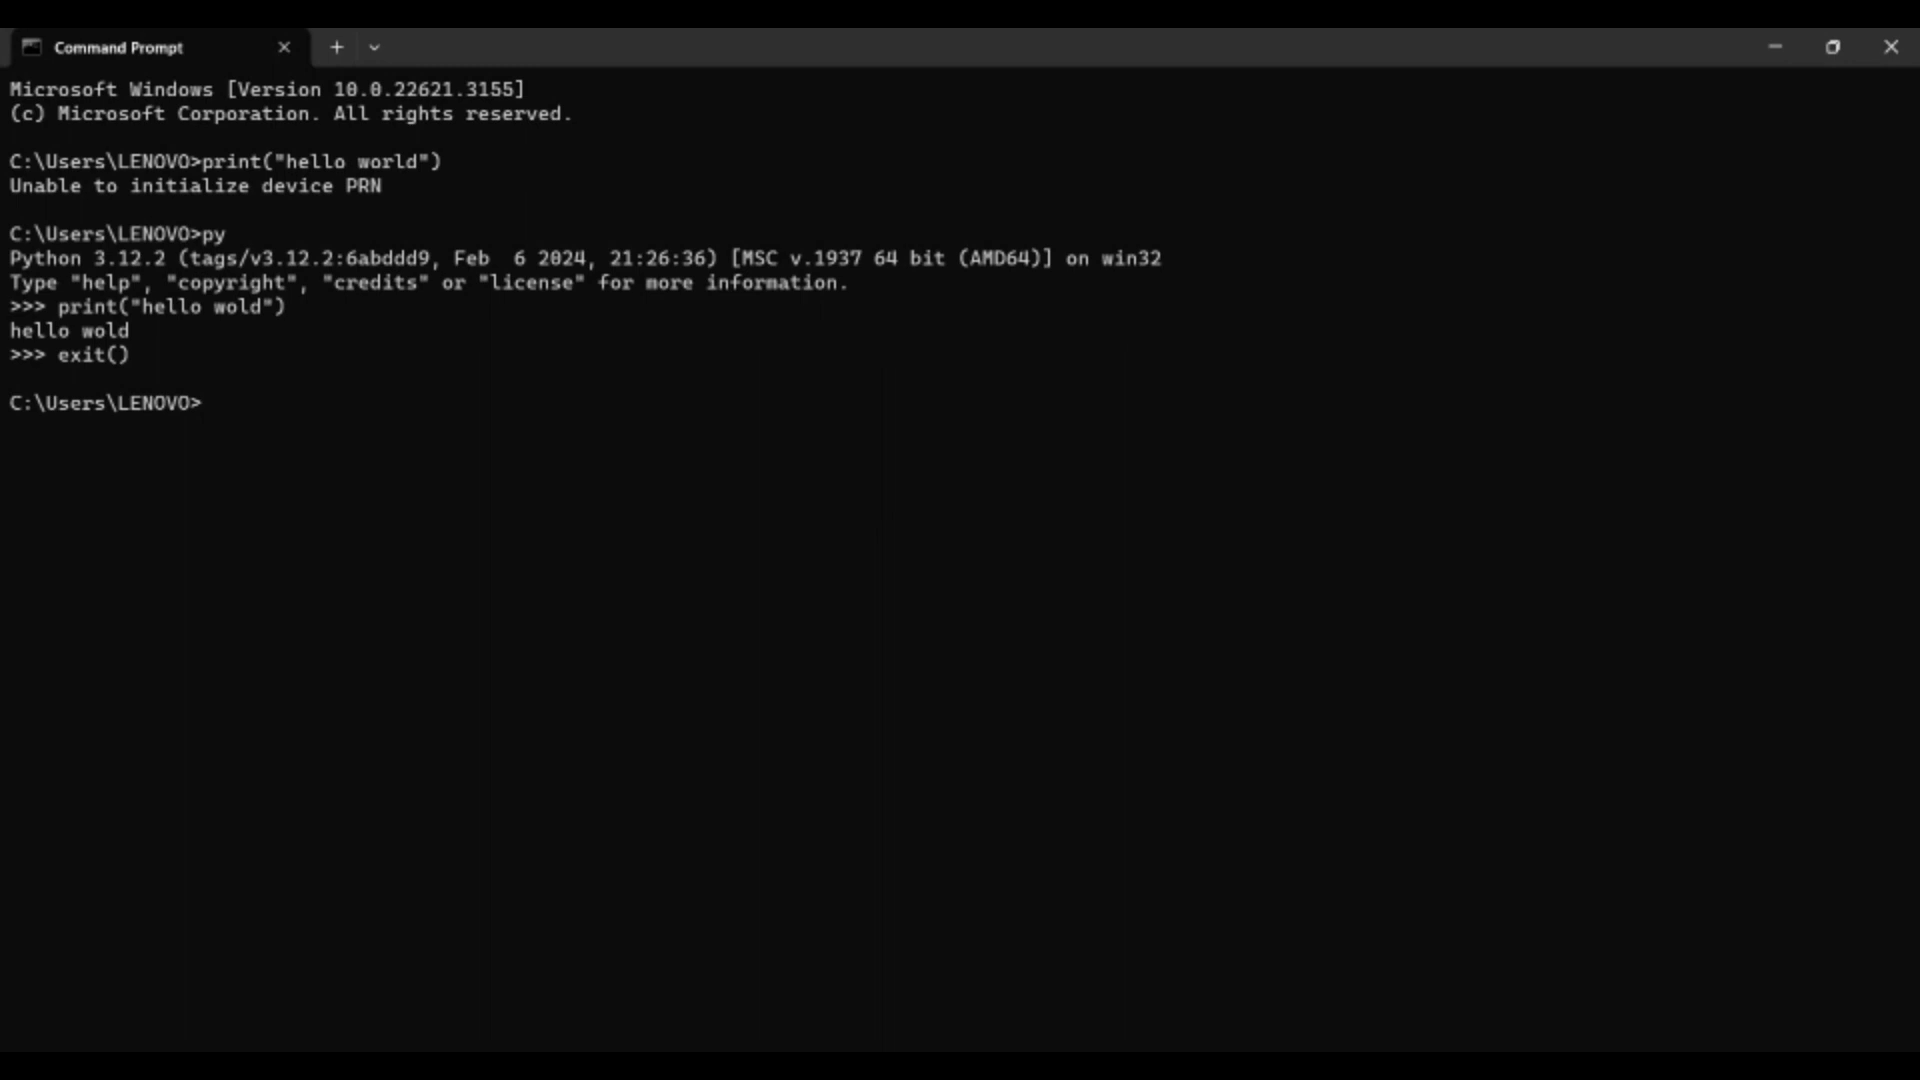 Command Prompt
Microsoft Windows [Version 10.0.22621.3155]
(c) Microsoft Corporation. All rights reserved.
C:\Users\LENOVO>print("hello world")
Unable to initialize device PRN
C:\Users\LENOVO>py
Python 3.12.2 (tags/v3.12.2:6abddd9, Feb  6 2024, 21:26:36) [MSC v.1937 64 bit (AMD64)] on win32
Type "help", "copyright", "credits" or "license" for more information.
>>> print("hello wold")
hello wold
>>> exit()
C:\Users\LENOVO>